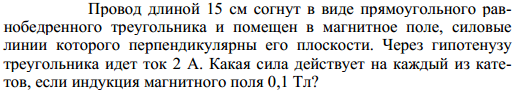 Провод длиной 15 см согнут в виде прямоугольного рав-
нобедренного треугольника и помещен в магнитное поле, силовые
линии которого перпендикулярны его плоскости. Через гипотенузу
треугольника идет ток 2 А. Какая сила действует на каждый из кате-
тов, если индукция магнитного поля 0,1 Тл?